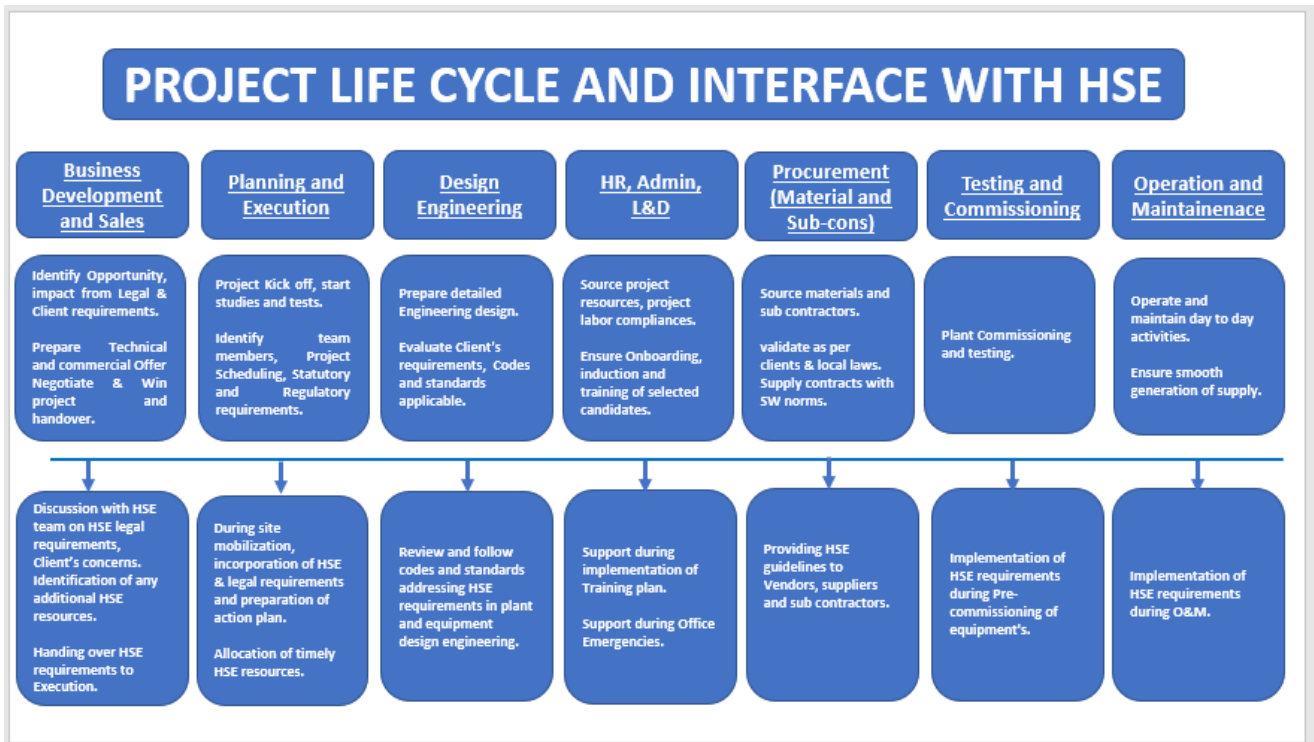 PROJECT LIFE CYCLE AND INTERFACE WITH HSE
Business
Development
and Sales
Planning and
Execution
Design
Engineering
HR, Admin,
L&D
Procurement
(Material and
Sub-cons)
Testing and
Commissioning
Operation and
Maintainenace
Identify Opportunity,
impact from Legal &
Client requirements.
Prepare Technical
and commercial Offer
Negotiate & Win
project and
handover.
Project Kick off, start
studies and tests.
Identify team
members, Project
Scheduling, Statutory
and Regulatory
requirements.
Prepare detailed
Engineering design.
Evaluate Client's
requirements, Codes
and standards
applicable.
Source project
resources, project
labor compliances.
Ensure Onboarding,
induction and
training of selected
candidates.
Source materials and
sub contractors.
validate as per
clients & local laws.
Supply contracts with
SW norms.
Plant Commissioning
and testing.
Operate and
maintain day to day
activities.
Ensure smooth
generation of supply.
Discussion with HSE
team on HSE legal
requirements,
Client's concerns.
Identification of any
additional HSE
resources.
Handing over HSE
requirements to
Execution.
During site
mobilization,
incorporation of HSE
& legal requirements
and preparation of
action plan.
Allocation of timely
HSE resources.
Review and follow
codes and standards
addressing HSE
requirements in plant
and equipment
design engineering.
Support during
implementation of
Training plan.
Support during Office
Emergencies.
Providing HSE
guidelines to
Vendors, suppliers
and sub contractors.
Implementation of
HSE requirements
during Pre-
commissioning of
equipment's.
Implementation of
HSE requirements
during O&M.